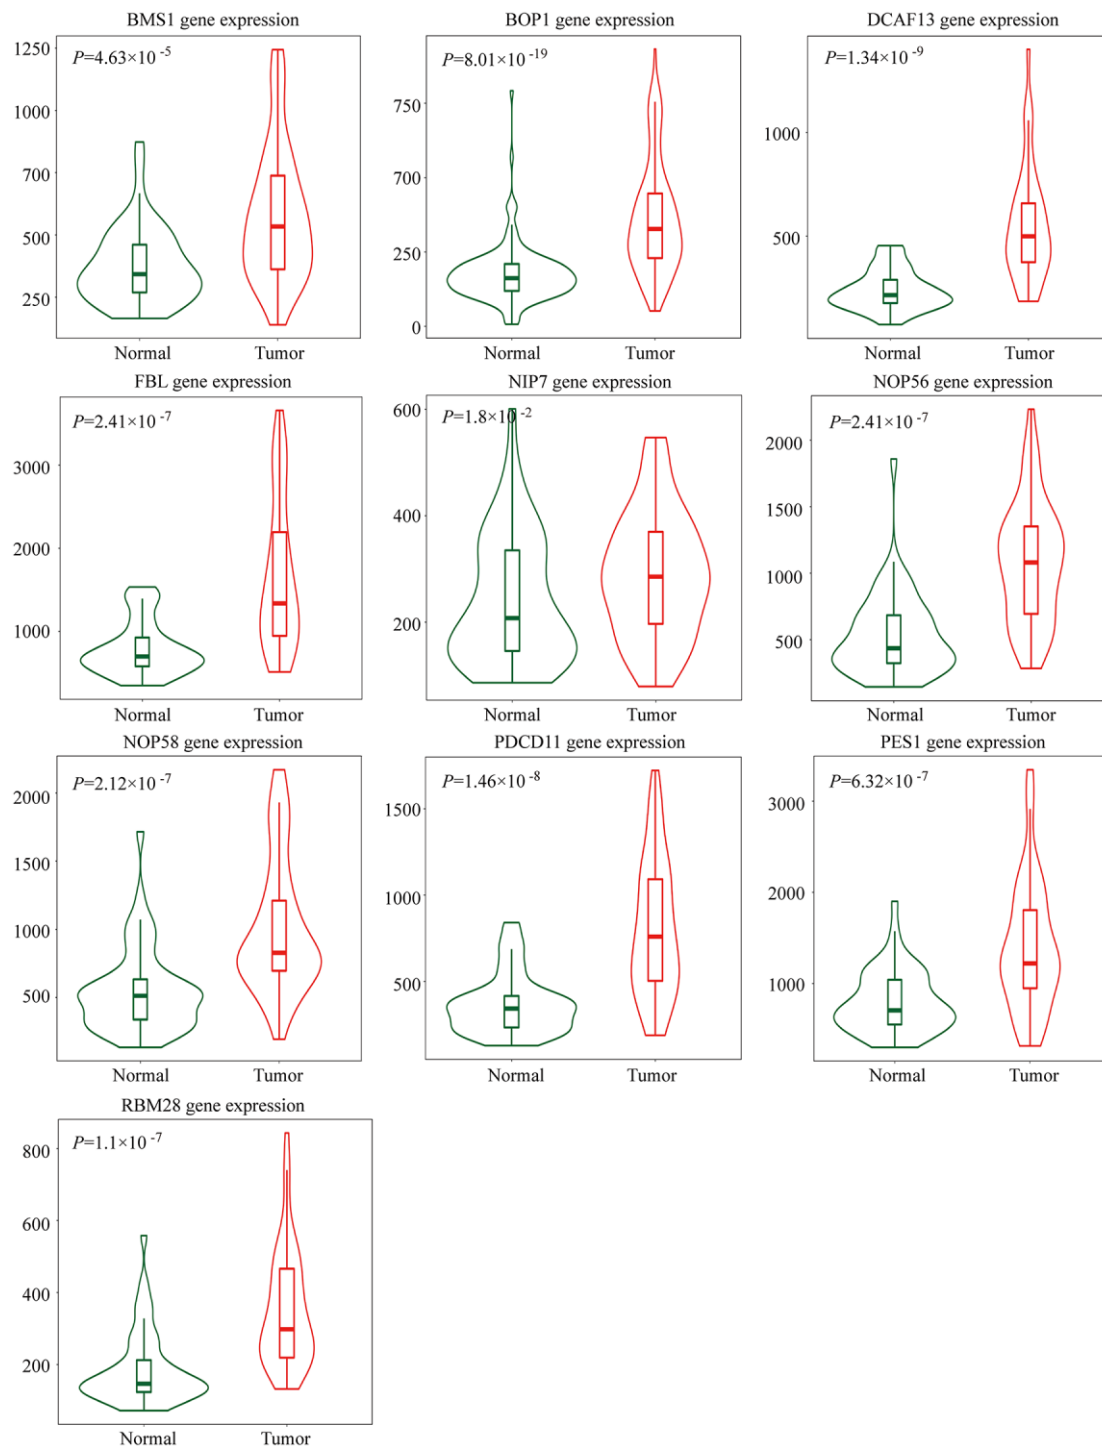 BMS1 gene expression
P=4.63×10 -5
1250
1000
700
500
250
Normal Tumor
BOP1 gene expression
P=8.01×10 -19
750
700
250
0
Normal Tumor
DCAF13 gene expression
P=1.34×10 -9
1000
500
Normal Tumor
FBL gene expression
P=2.41×10 -7
3000
2000
1000
Normal Tumor
NIP7 gene expression
P=1.8×10 -2
600
400
200
Normal Tumor
NOP56 gene expression
P=2.41×10 -7
2000
1500
1000
500
Normal Tumor
NOP58 gene expression
P=2.12×10 -7
2000
1500
1000
500
Normal Tumor
PDCD11 gene expression
P=1.46×10 -8
1500
1000
500
Normal Tumor
PES1 gene expression
P=6.32×10 -7
3000
2000
1000
Normal Tumor
RBM28 gene expression
P=1.1×10 -7
800
600
400
200
Normal Tumor